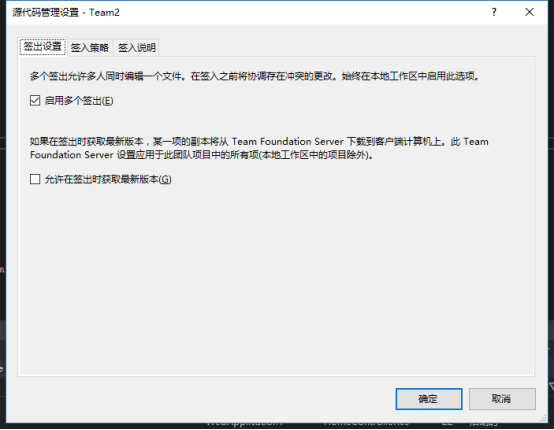 源代码管理设置 - Team2
签出设置 签入策略 签入说明
多个签出允许多人同时编辑一个文件。在签入之前将协调存在冲突的更改。始终在本地工作区中启用此选项。
启用多个签出(E)
如果在签出时获取最新版本，某一项的副本将从 Team Foundation Server 下载到客户端计算机上。此 Team
Foundation Server 设置应用于此团队项目中的所有项(本地工作区中的项目除外)。
允许在签出时获取最新版本(G)
确定 取消